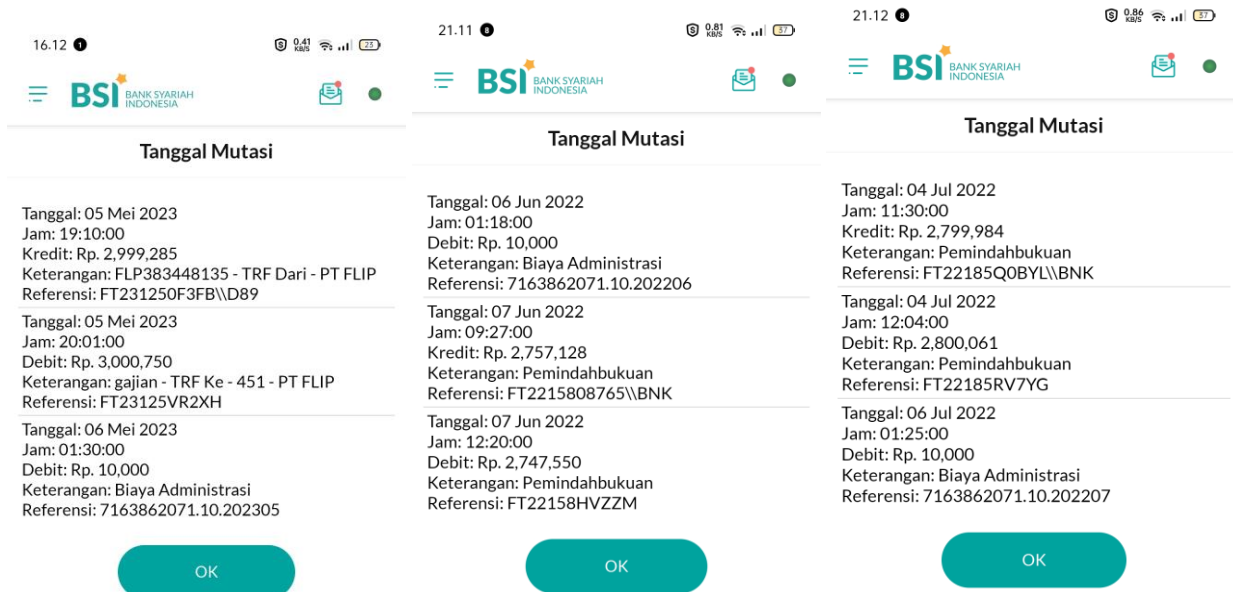 16.12 1
0.41 KB/S
23
BSI BANK SYARIAH
INDONESIA
Tanggal Mutasi
Tanggal: 05 Mei 2023
Jam: 19:10:00
Kredit: Rp. 2,999,285
Keterangan: FLP383448135 - TRF Dari - PT FLIP
Referensi: FT231250F3FB\\D89
Tanggal: 05 Mei 2023
Jam: 20:01:00
Debit: Rp. 3,000,750
Keterangan: gajian - TRF Ke - 451 - PT FLIP
Referensi: FT23125VR2XH
Tanggal: 06 Mei 2023
Jam: 01:30:00
Debit: Rp. 10,000
Keterangan: Biaya Administrasi
Referensi: 7163862071.10.202305
OK
21.11 8
0.81 KB/S
37
BSI BANK SYARIAH
INDONESIA
Tanggal Mutasi
Tanggal: 06 Jun 2022
Jam: 01:18:00
Debit: Rp. 10,000
Keterangan: Biaya Administrasi
Referensi: 7163862071.10.202206
Tanggal: 07 Jun 2022
Jam: 09:27:00
Kredit: Rp. 2,757,128
Keterangan: Pemindahbukuan
Referensi: FT2215808765\\BNK
Tanggal: 07 Jun 2022
Jam: 12:20:00
Debit: Rp. 2,747,550
Keterangan: Pemindahbukuan
Referensi: FT22158HVZZM
OK
21.12 8
0.86 KB/S
37
BSI BANK SYARIAH
INDONESIA
Tanggal Mutasi
Tanggal: 04 Jul 2022
Jam: 11:30:00
Kredit: Rp. 2,799,984
Keterangan: Pemindahbukuan
Referensi: FT22185Q0BYL\\BNK
Tanggal: 04 Jul 2022
Jam: 12:04:00
Debit: Rp. 2,800,061
Keterangan: Pemindahbukuan
Referensi: FT22185RV7YG
Tanggal: 06 Jul 2022
Jam: 01:25:00
Debit: Rp. 10,000
Keterangan: Biaya Administrasi
Referensi: 7163862071.10.202207
OK